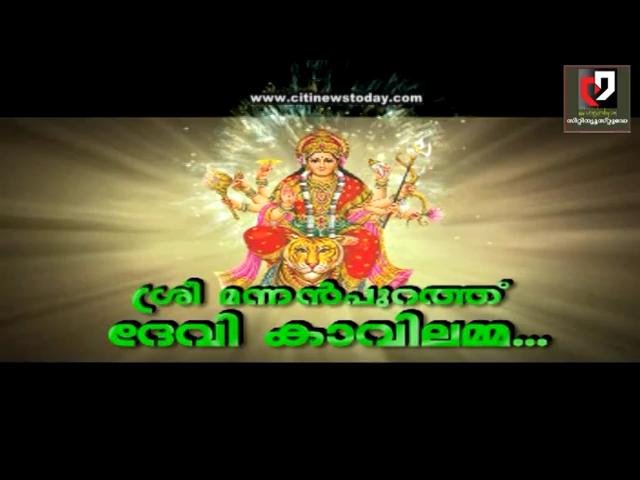 www.citinewstoday.com
സിറ്റിന്യൂസ്റ്റുഡേ
ശ്രീ മന്നൻപുറത്ത്
ദേവി കാവിലമ്മ...